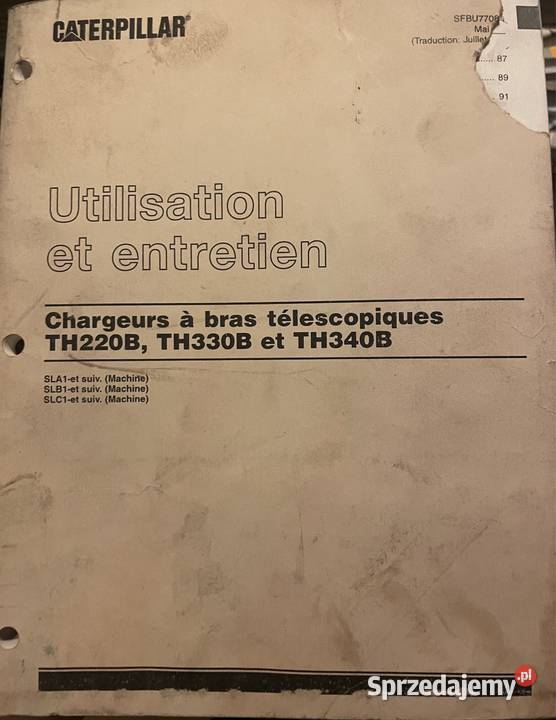 CATERPILLAR®
SFBU7708
Mai
(Traduction: Juillet
87
89
91
Utilisation
et entretien
Chargeurs à bras télescopiques
TH220B, TH330B et TH340B
SLA1-et suiv. (Machine)
SLB1-et suiv. (Machine)
SLC1-et suiv. (Machine)
Sprzedajemy.pl